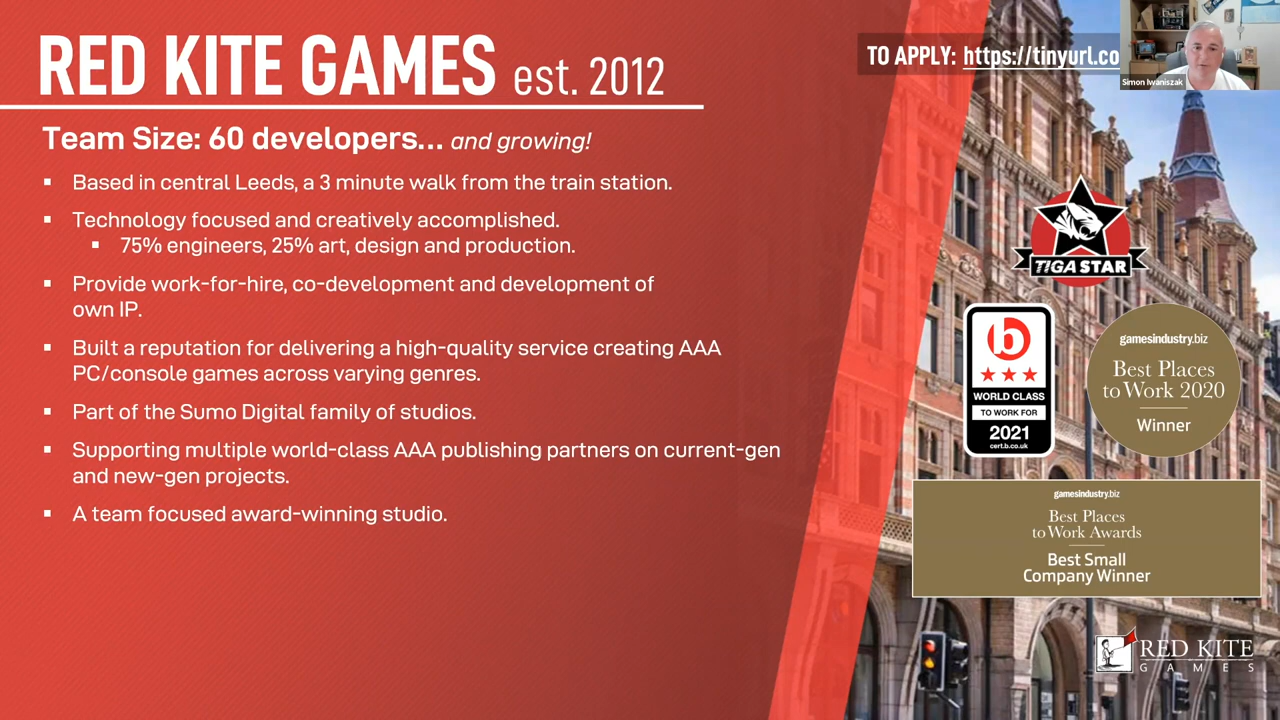 RED KITE GAMES est. 2012
TO APPLY: https://tinyurl.co
Simon Iwaniszak
Team Size: 60 developers... and growing!
▪ Based in central Leeds, a 3 minute walk from the train station.
▪ Technology focused and creatively accomplished.
▪ 75% engineers, 25% art, design and production.
▪ Provide work-for-hire, co-development and development of
own IP.
▪ Built a reputation for delivering a high-quality service creating AAA
PC/console games across varying genres.
▪ Part of the Sumo Digital family of studios.
▪ Supporting multiple world-class AAA publishing partners on current-gen
and new-gen projects.
▪ A team focused award-winning studio.
TIGA STAR
b
WORLD CLASS
TO WORK FOR
2021
cert.b.co.uk
gamesindustry.biz
Best Places
to Work 2020
Winner
gamesindustry.biz
Best Places
to Work Awards
Best Small
Company Winner
RED KITE
GAMES